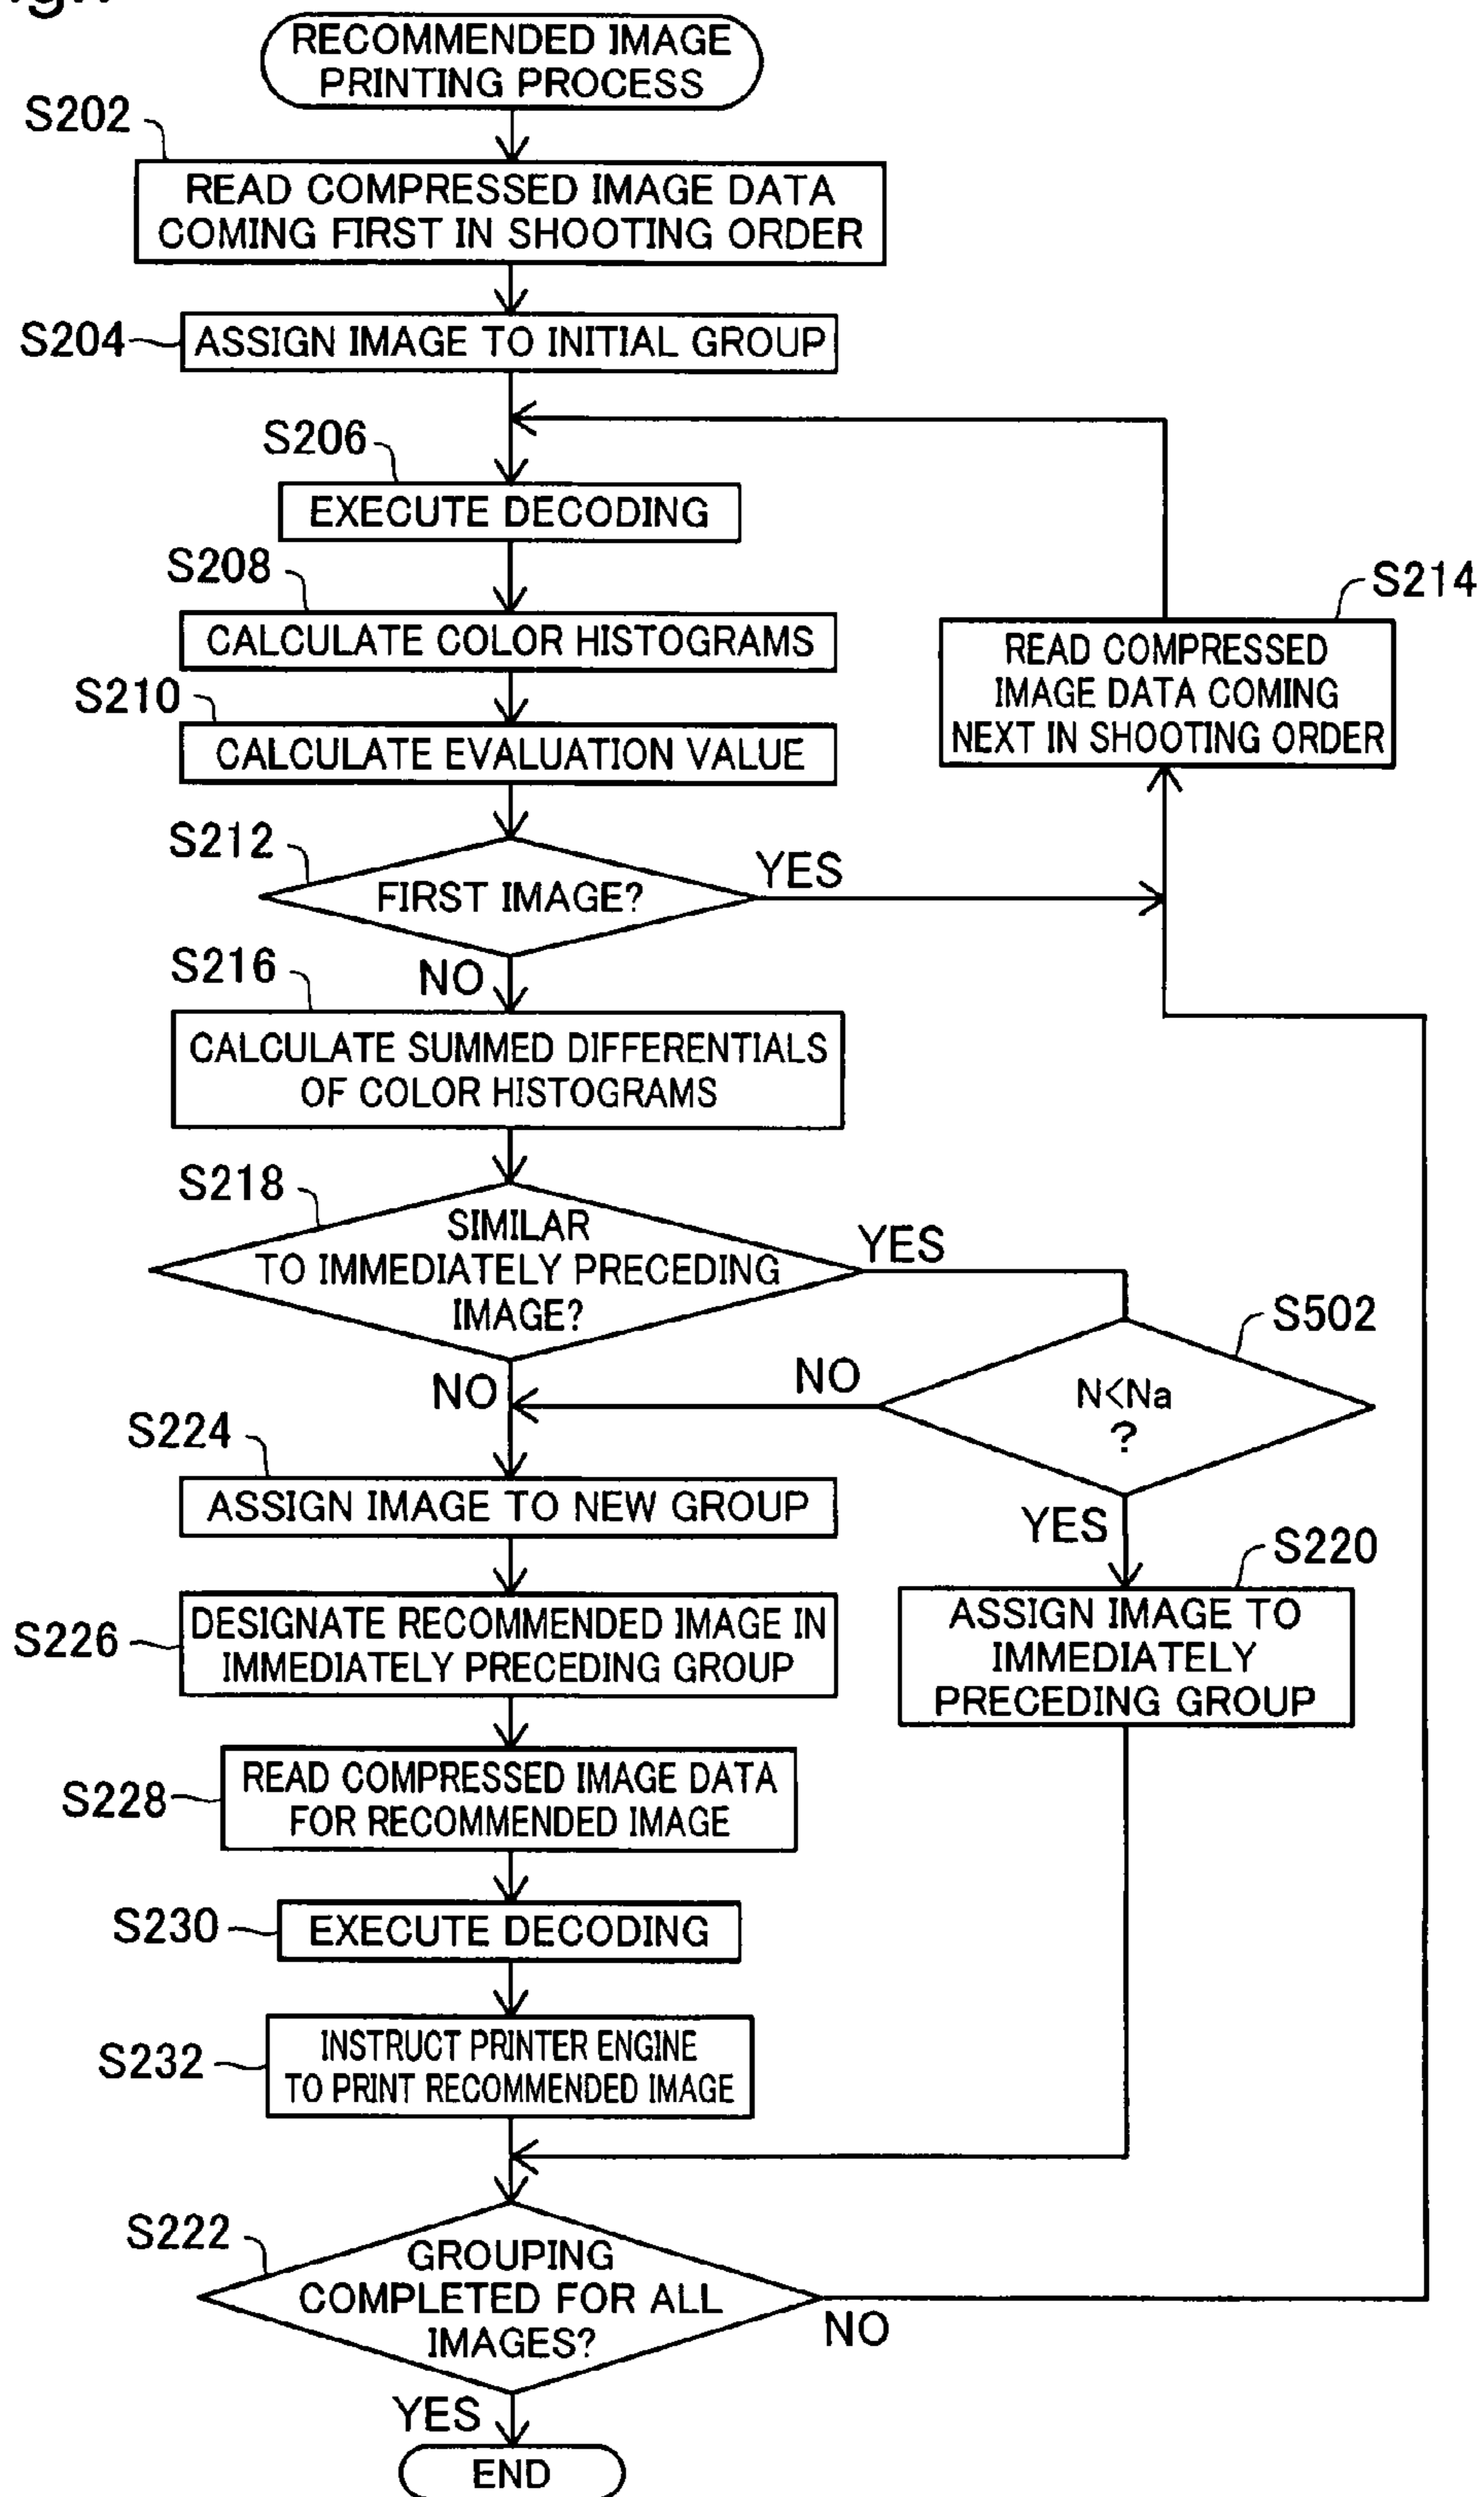 RECOMMENDED IMAGE
PRINTING PROCESS
S202
READ COMPRESSED IMAGE DATA
COMING FIRST IN SHOOTING ORDER
S204
ASSIGN IMAGE TO INITIAL GROUP
S206
EXECUTE DECODING
S208
CALCULATE COLOR HISTOGRAMS
S214
READ COMPRESSED
IMAGE DATA COMING
NEXT IN SHOOTING ORDER
S210
CALCULATE EVALUATION VALUE
S212
FIRST IMAGE?
YES
NO
S216
CALCULATE SUMMED DIFFERENTIALS
OF COLOR HISTOGRAMS
S218
SIMILAR
TO IMMEDIATELY PRECEDING
IMAGE?
YES
NO
S502
N<Na
?
NO
YES
S224
ASSIGN IMAGE TO NEW GROUP
S220
ASSIGN IMAGE TO
IMMEDIATELY
PRECEDING GROUP
S226
DESIGNATE RECOMMENDED IMAGE IN
IMMEDIATELY PRECEDING GROUP
S228
READ COMPRESSED IMAGE DATA
FOR RECOMMENDED IMAGE
S230
EXECUTE DECODING
S232
INSTRUCT PRINTER ENGINE
TO PRINT RECOMMENDED IMAGE
S222
GROUPING
COMPLETED FOR ALL
IMAGES?
NO
YES
END